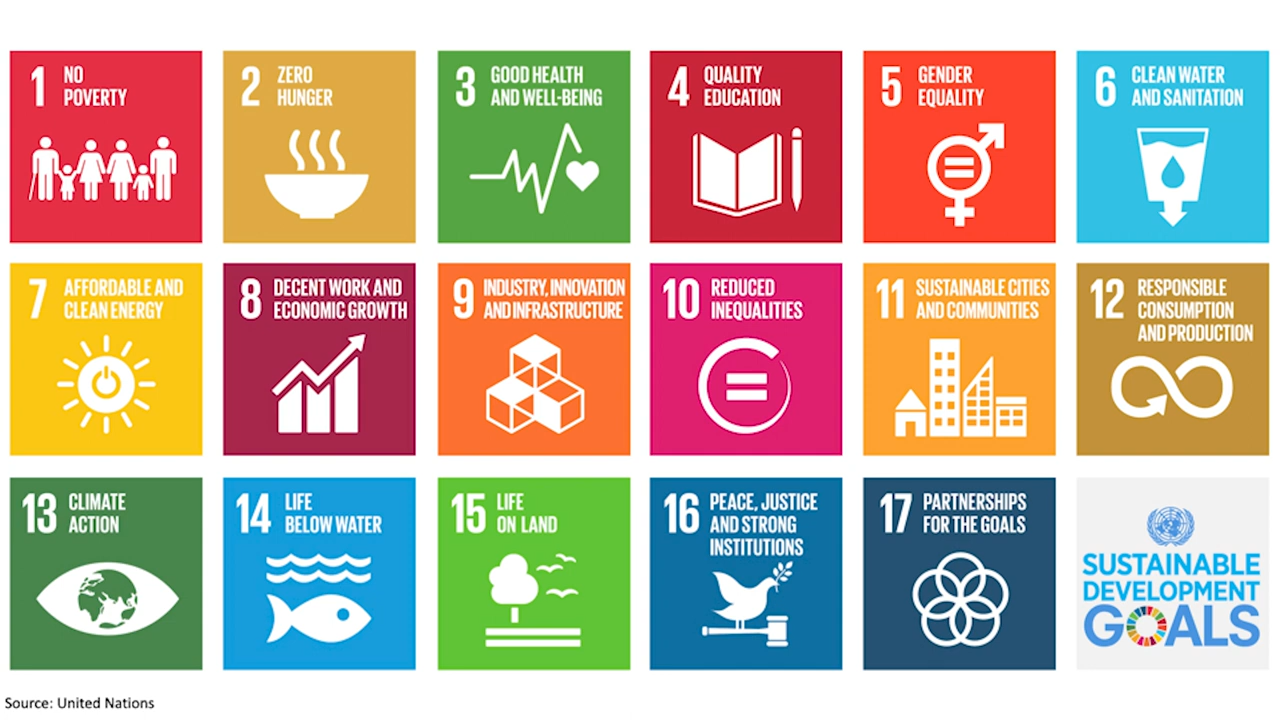 1 NO
POVERTY
2 ZERO
HUNGER
3 GOOD HEALTH
AND WELL-BEING
4 QUALITY
EDUCATION
5 GENDER
EQUALITY
6 CLEAN WATER
AND SANITATION
7 AFFORDABLE AND
CLEAN ENERGY
8 DECENT WORK AND
ECONOMIC GROWTH
9 INDUSTRY, INNOVATION
AND INFRASTRUCTURE
10 REDUCED
INEQUALITIES
11 SUSTAINABLE CITIES
AND COMMUNITIES
12 RESPONSIBLE
CONSUMPTION
AND PRODUCTION
13 CLIMATE
ACTION
14 LIFE
BELOW WATER
15 LIFE
ON LAND
16 PEACE, JUSTICE
AND STRONG
INSTITUTIONS
17 PARTNERSHIPS
FOR THE GOALS
SUSTAINABLE
DEVELOPMENT
GOALS
Source: United Nations